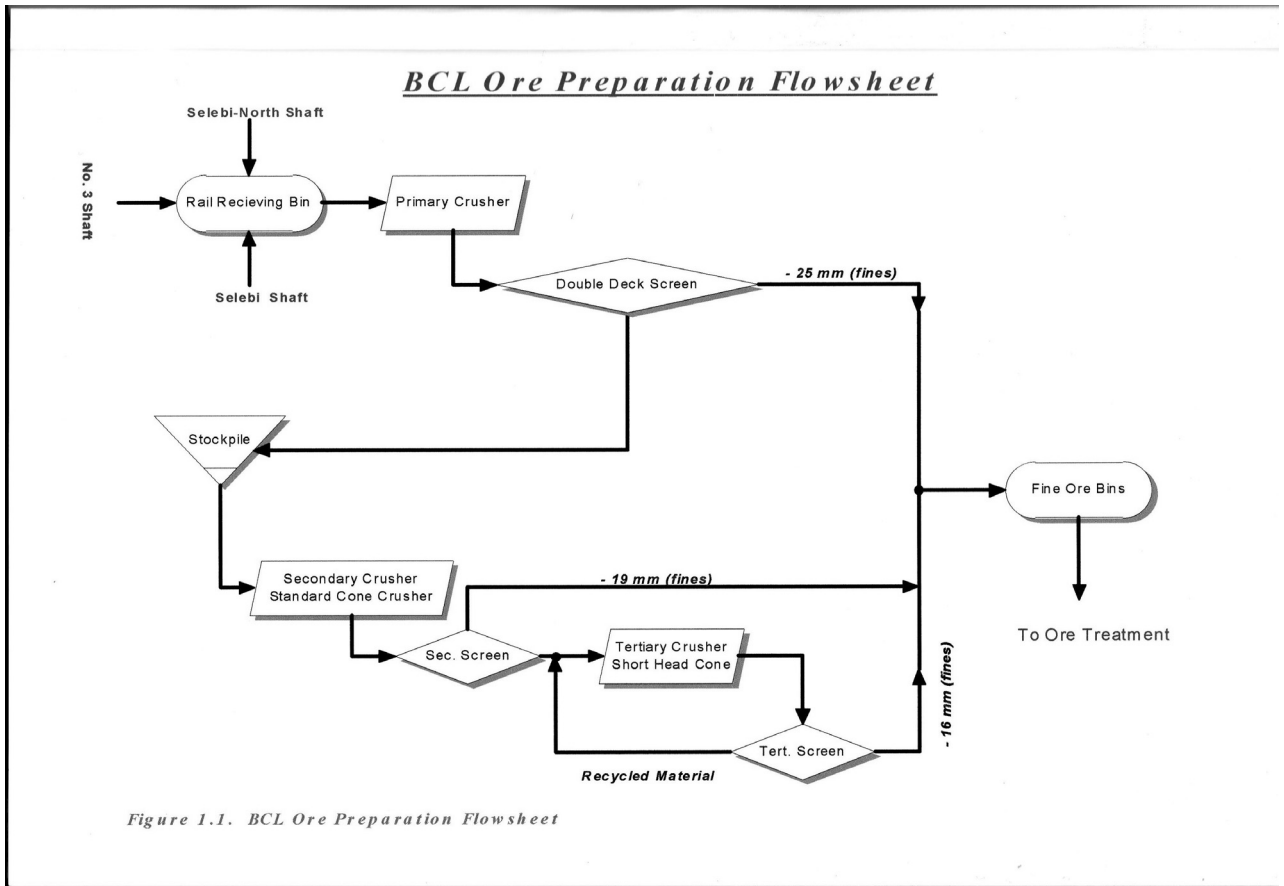 BCL Ore Preparation Flowsheet
Selebi-North Shaft
No. 3 Shaft
Rail Recieving Bin
Primary Crusher
Selebi Shaft
Double Deck Screen
- 25 mm (fines)
Stockpile
Fine Ore Bins
Secondary Crusher
Standard Cone Crusher
- 19 mm (fines)
To Ore Treatment
Sec. Screen
Tertiary Crusher
Short Head Cone
- 16 mm (fines)
Tert. Screen
Recycled Material
Figure 1.1. BCL Ore Preparation Flowsheet